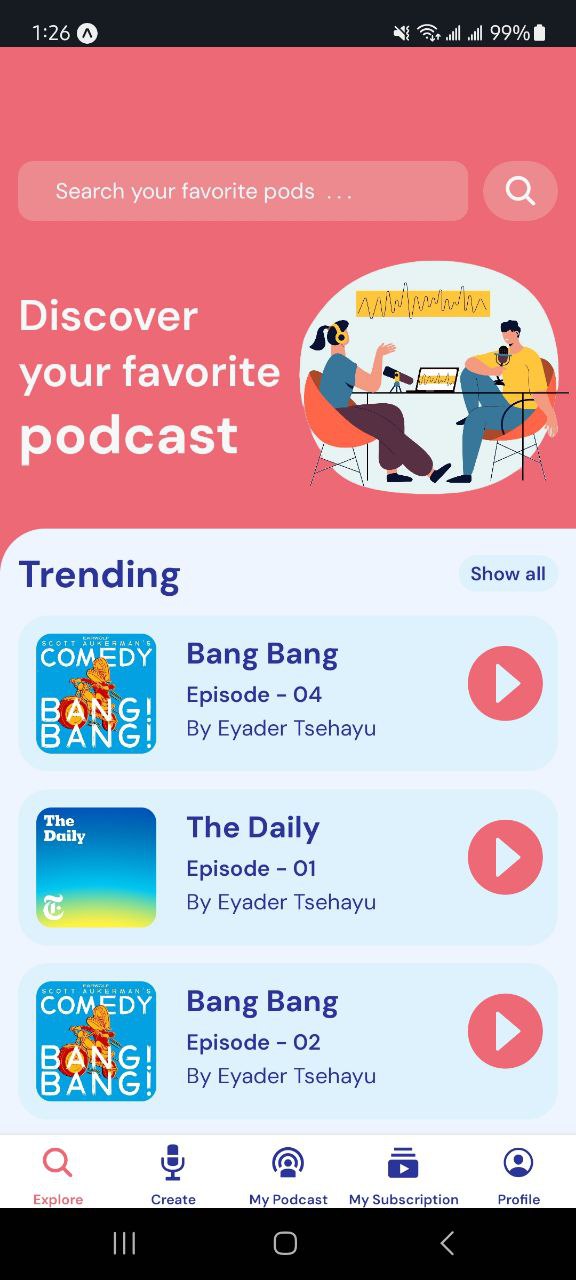 1:26 99%
Search your favorite pods ...
Discover
your favorite
podcast
Trending Show all
EARWOLF
SCOTT AUKERMAN'S
COMEDY
BANG!
BANG!
Bang Bang
Episode - 04
By Eyader Tsehayu
The
Daily
T
The Daily
Episode - 01
By Eyader Tsehayu
EARWOLF
SCOTT AUKERMAN'S
COMEDY
BANG!
BANG!
Bang Bang
Episode - 02
By Eyader Tsehayu
Explore Create My Podcast My Subscription Profile